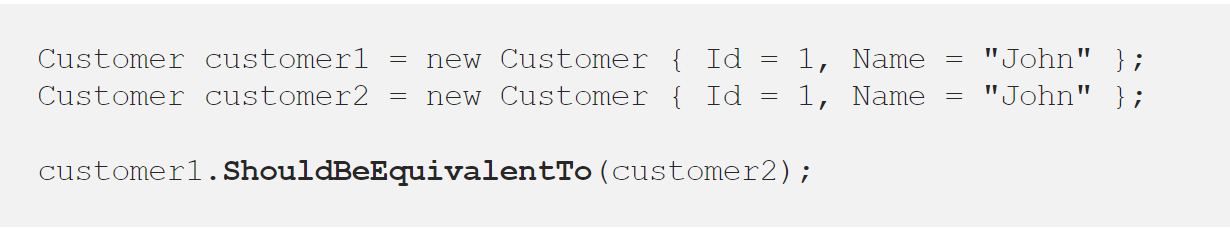 Customer customer1 = new Customer { Id = 1, Name = "John" };
Customer customer2 = new Customer { Id = 1, Name = "John" };
customer1.ShouldBeEquivalentTo(customer2);